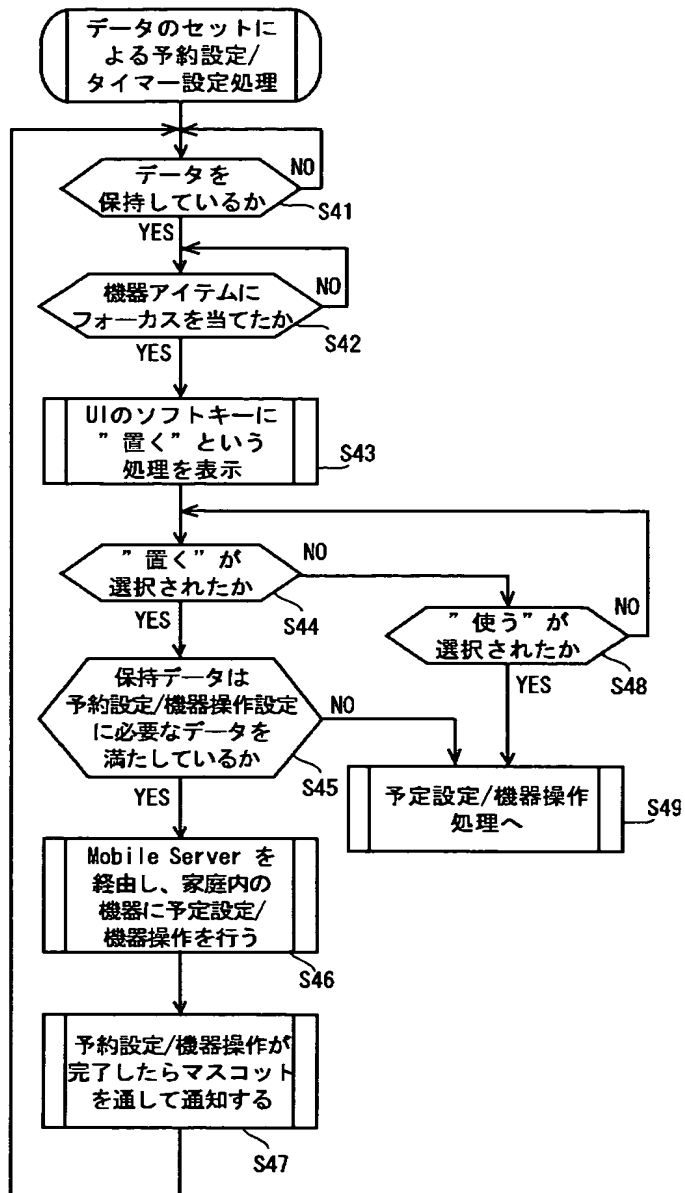 データのセットに
よる予約設定/
タイマー設定処理
NO
データを
保持しているか
S41
YES
NO
機器アイテムに
フォーカスを当てたか
S42
YES
UIのソフトキーに
”置く”という
処理を表示
S43
”置く”が
選択されたか
NO
S44
YES
”使う”が
選択されたか
NO
S48
YES
保持データは
予約設定/機器操作設定
に必要なデータを
満たしているか
NO
S45
YES
予定設定/機器操作
処理へ
S49
Mobile Server を
経由し、家庭内の
機器に予定設定/
機器操作を行う
S46
予約設定/機器操作が
完了したらマスコット
を通して通知する
S47